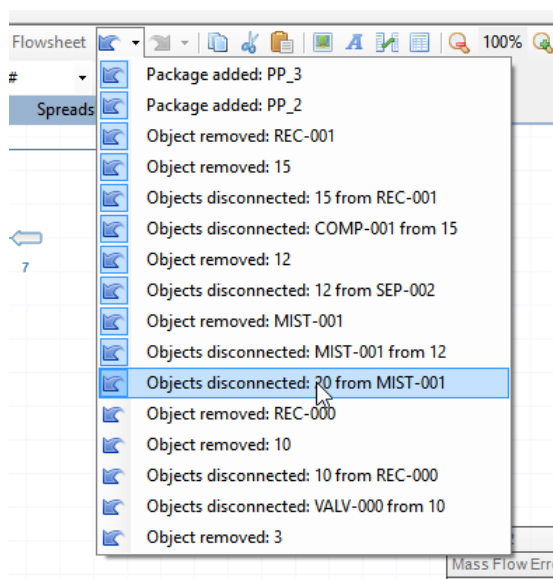 Flowsheet
100%
#
Spreads
Package added: PP_3
Package added: PP_2
Object removed: REC-001
Object removed: 15
Objects disconnected: 15 from REC-001
Objects disconnected: COMP-001 from 15
7
Object removed: 12
Objects disconnected: 12 from SEP-002
Object removed: MIST-001
Objects disconnected: MIST-001 from 12
Objects disconnected: 20 from MIST-001
Object removed: REC-000
Object removed: 10
Objects disconnected: 10 from REC-000
Objects disconnected: VALV-000 from 10
Object removed: 3
Mass Flow Erro